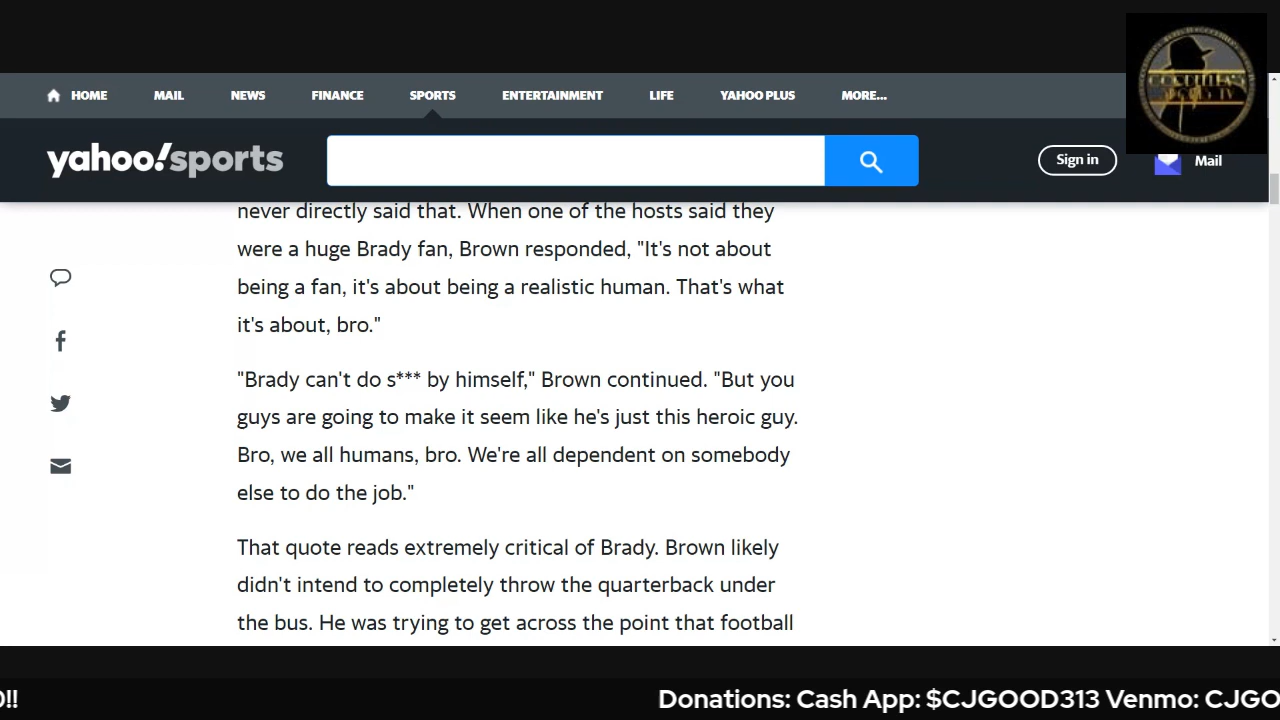 HOME MAIL NEWS FINANCE SPORTS ENTERTAINMENT LIFE YAHOO PLUS MORE...
yahoo!sports
Sign in
Mail
never directly said that. When one of the hosts said they
were a huge Brady fan, Brown responded, "It's not about
being a fan, it's about being a realistic human. That's what
it's about, bro."
"Brady can't do s*** by himself," Brown continued. "But you
guys are going to make it seem like he's just this heroic guy.
Bro, we all humans, bro. We're all dependent on somebody
else to do the job."
That quote reads extremely critical of Brady. Brown likely
didn't intend to completely throw the quarterback under
the bus. He was trying to get across the point that football
!! Donations: Cash App: $CJGOOD313 Venmo: CJGO